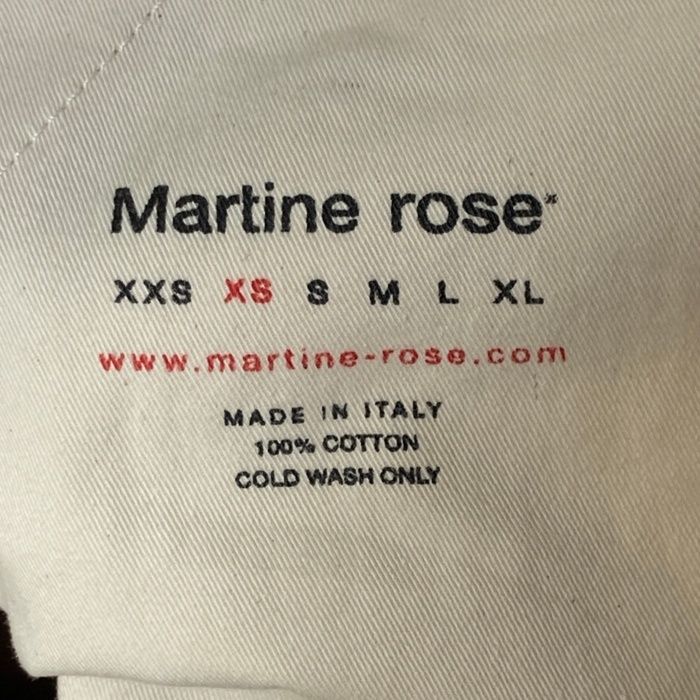 Martine rose*
XXS XS S M L XL
www.martine-rose.com
MADE IN ITALY
100% COTTON
COLD WASH ONLY